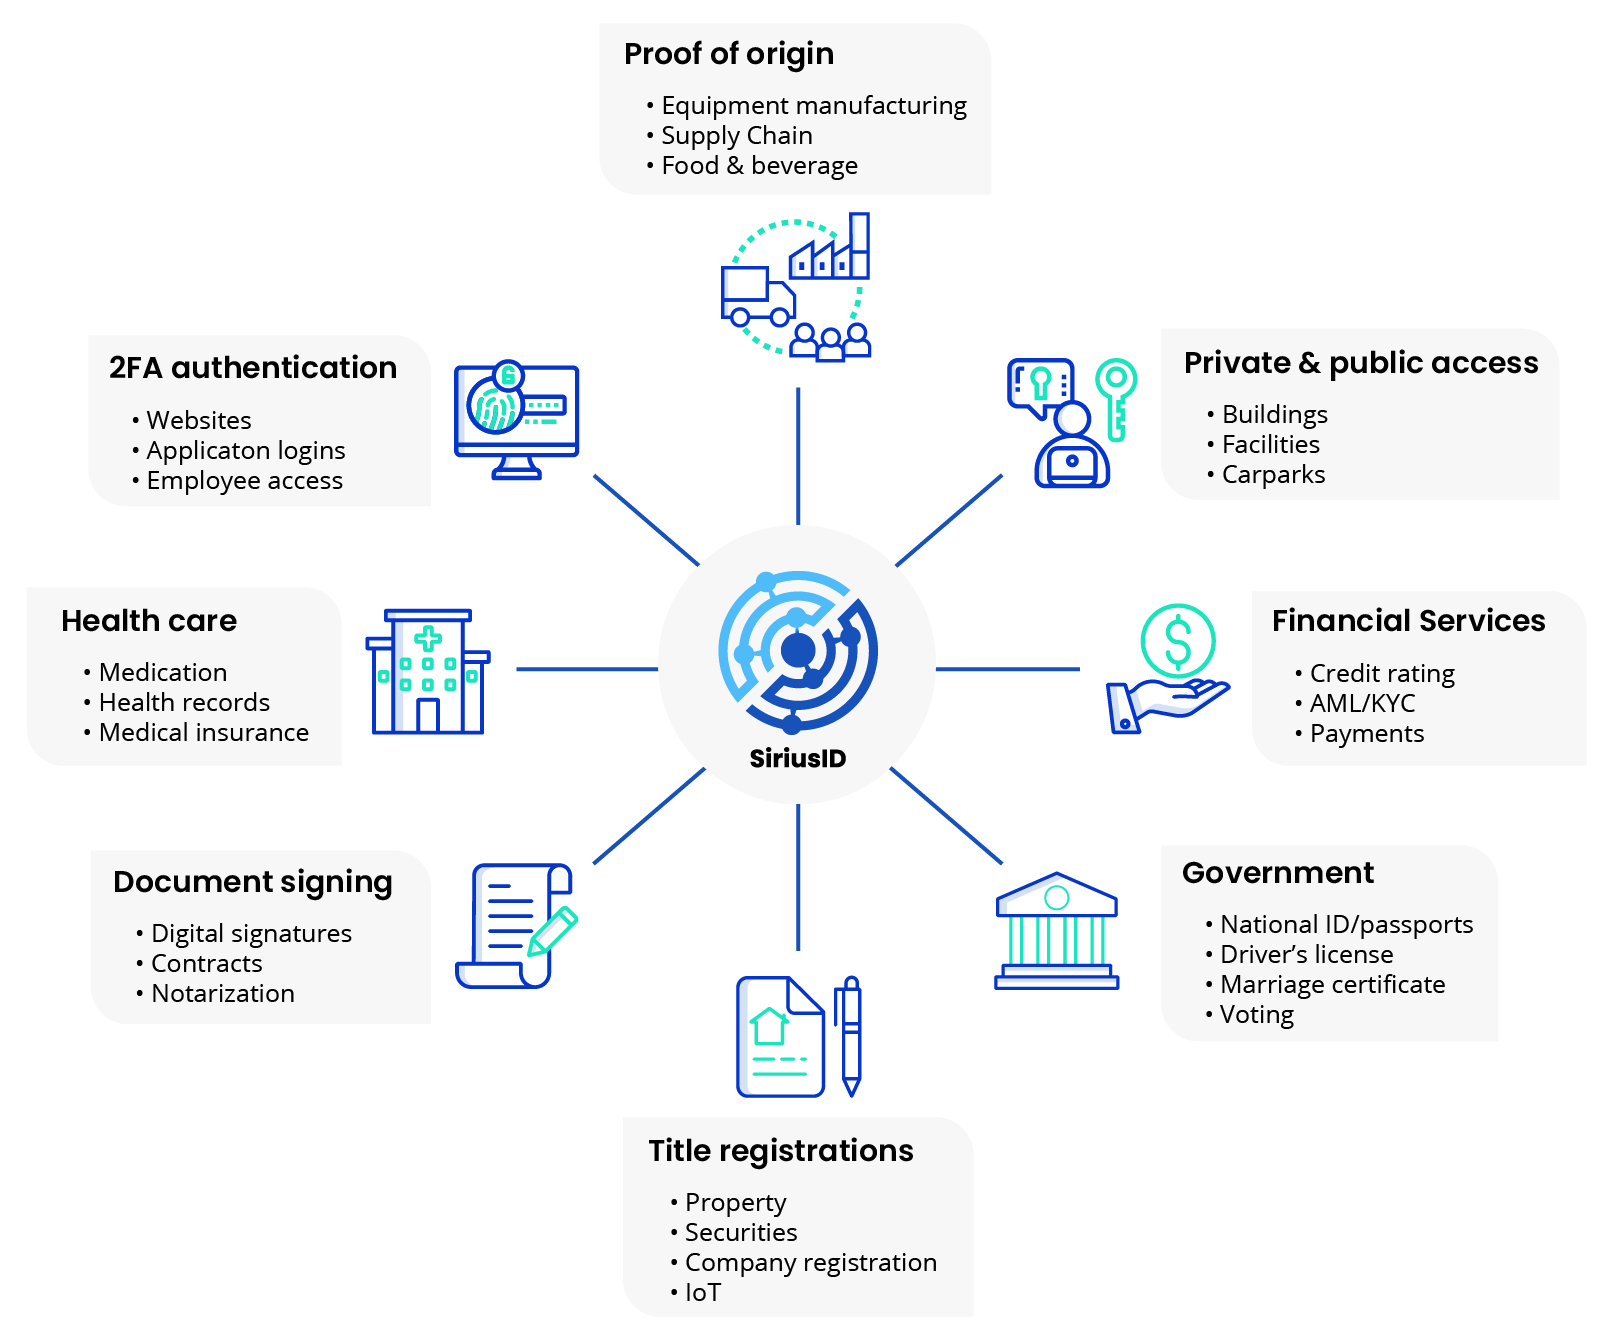 Proof of origin
• Equipment manufacturing
• Supply Chain
• Food & beverage
2FA authentication
• Websites
• Applicaton logins
• Employee access
Private & public access
• Buildings
• Facilities
• Carparks
Health care
• Medication
• Health records
• Medical insurance
SiriusID
$
Financial Services
• Credit rating
• AML/KYC
• Payments
Document signing
• Digital signatures
• Contracts
• Notarization
Government
• National ID/passports
• Driver’s license
• Marriage certificate
• Voting
Title registrations
• Property
• Securities
• Company registration
• IoT